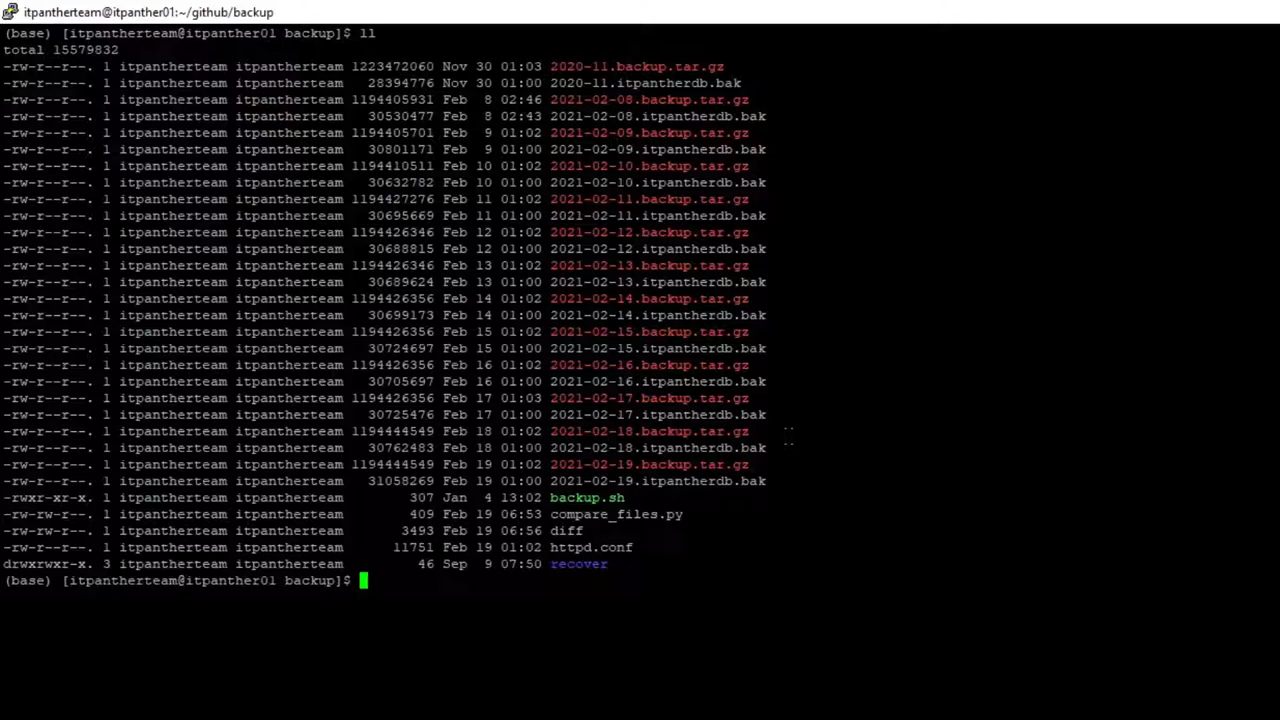 itpantherteam@itpanther01:~/github/backup
(base) [itpantherteam@itpanther01 backup]$ ll
total 15579832
-rw-r--r--. 1 itpantherteam itpantherteam 1223472060 Nov 30 01:03 2020-11.backup.tar.gz
-rw-r--r--. 1 itpantherteam itpantherteam   28394776 Nov 30 01:00 2020-11.itpantherdb.bak
-rw-r--r--. 1 itpantherteam itpantherteam 1194405931 Feb  8 02:46 2021-02-08.backup.tar.gz
-rw-r--r--. 1 itpantherteam itpantherteam   30530477 Feb  8 02:43 2021-02-08.itpantherdb.bak
-rw-r--r--. 1 itpantherteam itpantherteam 1194405701 Feb  9 01:02 2021-02-09.backup.tar.gz
-rw-r--r--. 1 itpantherteam itpantherteam   30801171 Feb  9 01:00 2021-02-09.itpantherdb.bak
-rw-r--r--. 1 itpantherteam itpantherteam 1194410511 Feb 10 01:02 2021-02-10.backup.tar.gz
-rw-r--r--. 1 itpantherteam itpantherteam   30632782 Feb 10 01:00 2021-02-10.itpantherdb.bak
-rw-r--r--. 1 itpantherteam itpantherteam 1194427276 Feb 11 01:02 2021-02-11.backup.tar.gz
-rw-r--r--. 1 itpantherteam itpantherteam   30695669 Feb 11 01:00 2021-02-11.itpantherdb.bak
-rw-r--r--. 1 itpantherteam itpantherteam 1194426346 Feb 12 01:02 2021-02-12.backup.tar.gz
-rw-r--r--. 1 itpantherteam itpantherteam   30688815 Feb 12 01:00 2021-02-12.itpantherdb.bak
-rw-r--r--. 1 itpantherteam itpantherteam 1194426346 Feb 13 01:02 2021-02-13.backup.tar.gz
-rw-r--r--. 1 itpantherteam itpantherteam   30689624 Feb 13 01:00 2021-02-13.itpantherdb.bak
-rw-r--r--. 1 itpantherteam itpantherteam 1194426356 Feb 14 01:02 2021-02-14.backup.tar.gz
-rw-r--r--. 1 itpantherteam itpantherteam   30699173 Feb 14 01:00 2021-02-14.itpantherdb.bak
-rw-r--r--. 1 itpantherteam itpantherteam 1194426356 Feb 15 01:02 2021-02-15.backup.tar.gz
-rw-r--r--. 1 itpantherteam itpantherteam   30724697 Feb 15 01:00 2021-02-15.itpantherdb.bak
-rw-r--r--. 1 itpantherteam itpantherteam 1194426356 Feb 16 01:02 2021-02-16.backup.tar.gz
-rw-r--r--. 1 itpantherteam itpantherteam   30705697 Feb 16 01:00 2021-02-16.itpantherdb.bak
-rw-r--r--. 1 itpantherteam itpantherteam 1194426356 Feb 17 01:03 2021-02-17.backup.tar.gz
-rw-r--r--. 1 itpantherteam itpantherteam   30725476 Feb 17 01:00 2021-02-17.itpantherdb.bak
-rw-r--r--. 1 itpantherteam itpantherteam 1194444549 Feb 18 01:02 2021-02-18.backup.tar.gz
-rw-r--r--. 1 itpantherteam itpantherteam   30762483 Feb 18 01:00 2021-02-18.itpantherdb.bak
-rw-r--r--. 1 itpantherteam itpantherteam 1194444549 Feb 19 01:02 2021-02-19.backup.tar.gz
-rw-r--r--. 1 itpantherteam itpantherteam   31058269 Feb 19 01:00 2021-02-19.itpantherdb.bak
-rwxr-xr-x. 1 itpantherteam itpantherteam        307 Jan  4 13:02 backup.sh
-rw-rw-r--. 1 itpantherteam itpantherteam        409 Feb 19 06:53 compare_files.py
-rw-rw-r--. 1 itpantherteam itpantherteam       3493 Feb 19 06:56 diff
-rw-r--r--. 1 itpantherteam itpantherteam      11751 Feb 19 01:02 httpd.conf
drwxrwxr-x. 3 itpantherteam itpantherteam         46 Sep  9 07:50 recover
(base) [itpantherteam@itpanther01 backup]$